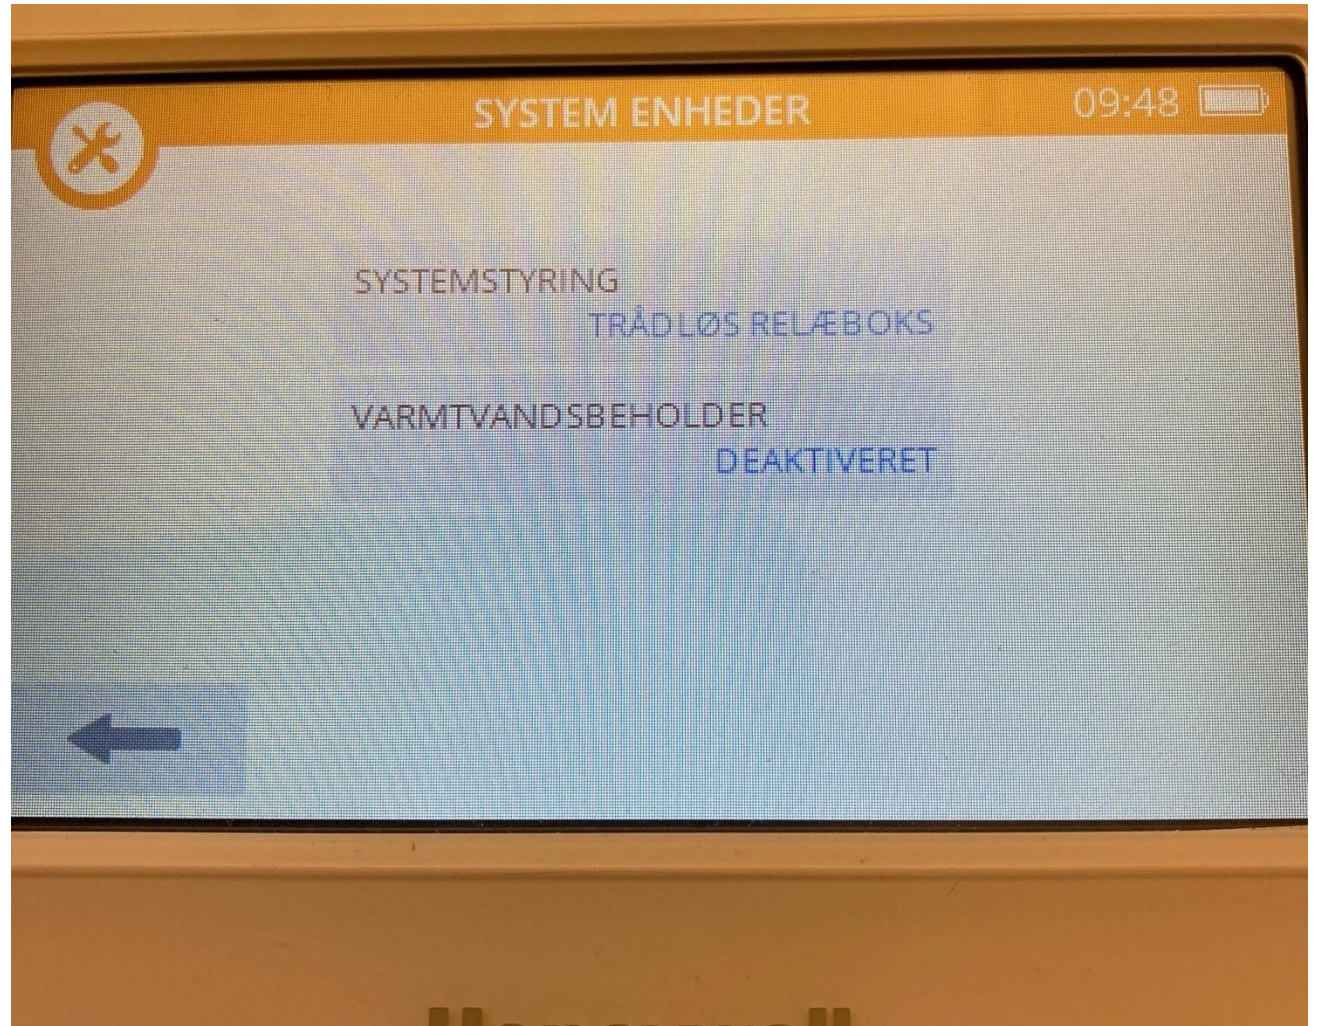 SYSTEM ENHEDER
09:48
SYSTEMSTYRING
TRÅDLØS RELÆBOKS
VARMTVANDSBEHOLDER
DEAKTIVERET